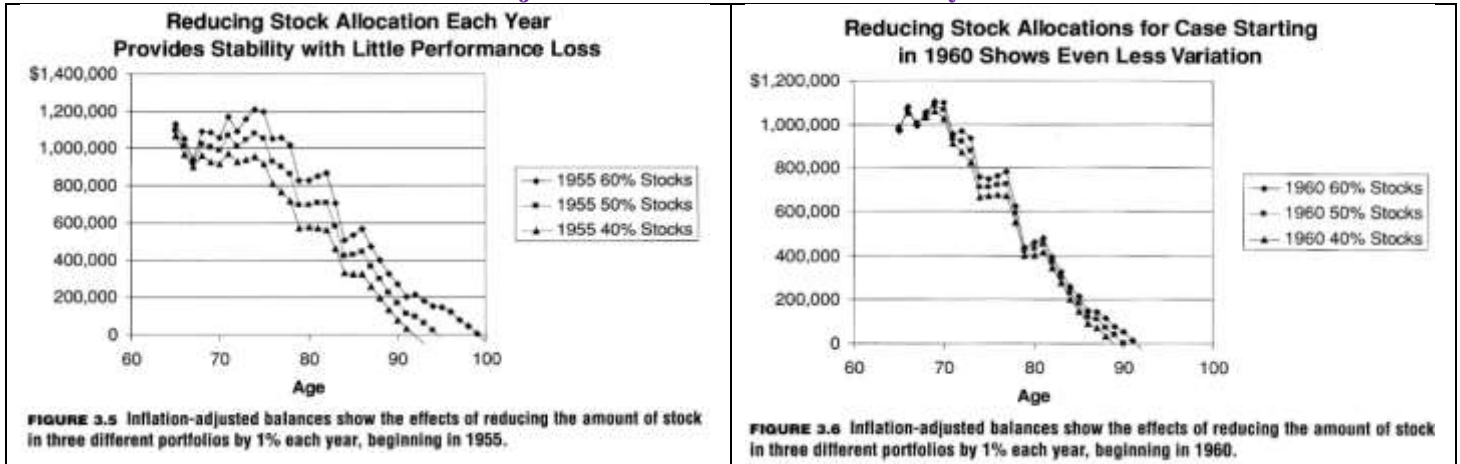 Reducing Stock Allocation Each Year
Provides Stability with Little Performance Loss
$1,400,000
1,200,000
1,000,000
800,000
600,000
400,000
200,000
0
60
70
80
90
100
Age
1955 60% Stocks
1955 50% Stocks
1955 40% Stocks
FIGURE 3.5 Inflation-adjusted balances show the effects of reducing the amount of stock
in three different portfolios by 1% each year, beginning in 1955.
Reducing Stock Allocations for Case Starting
in 1960 Shows Even Less Variation
$1,200,000
1,000,000
800,000
600,000
400,000
200,000
0
60
70
80
90
100
Age
1960 60% Stocks
1960 50% Stocks
1960 40% Stocks
FIGURE 3.6 Inflation-adjusted balances show the effects of reducing the amount of stock
in three different portfolios by 1% each year, beginning in 1960.